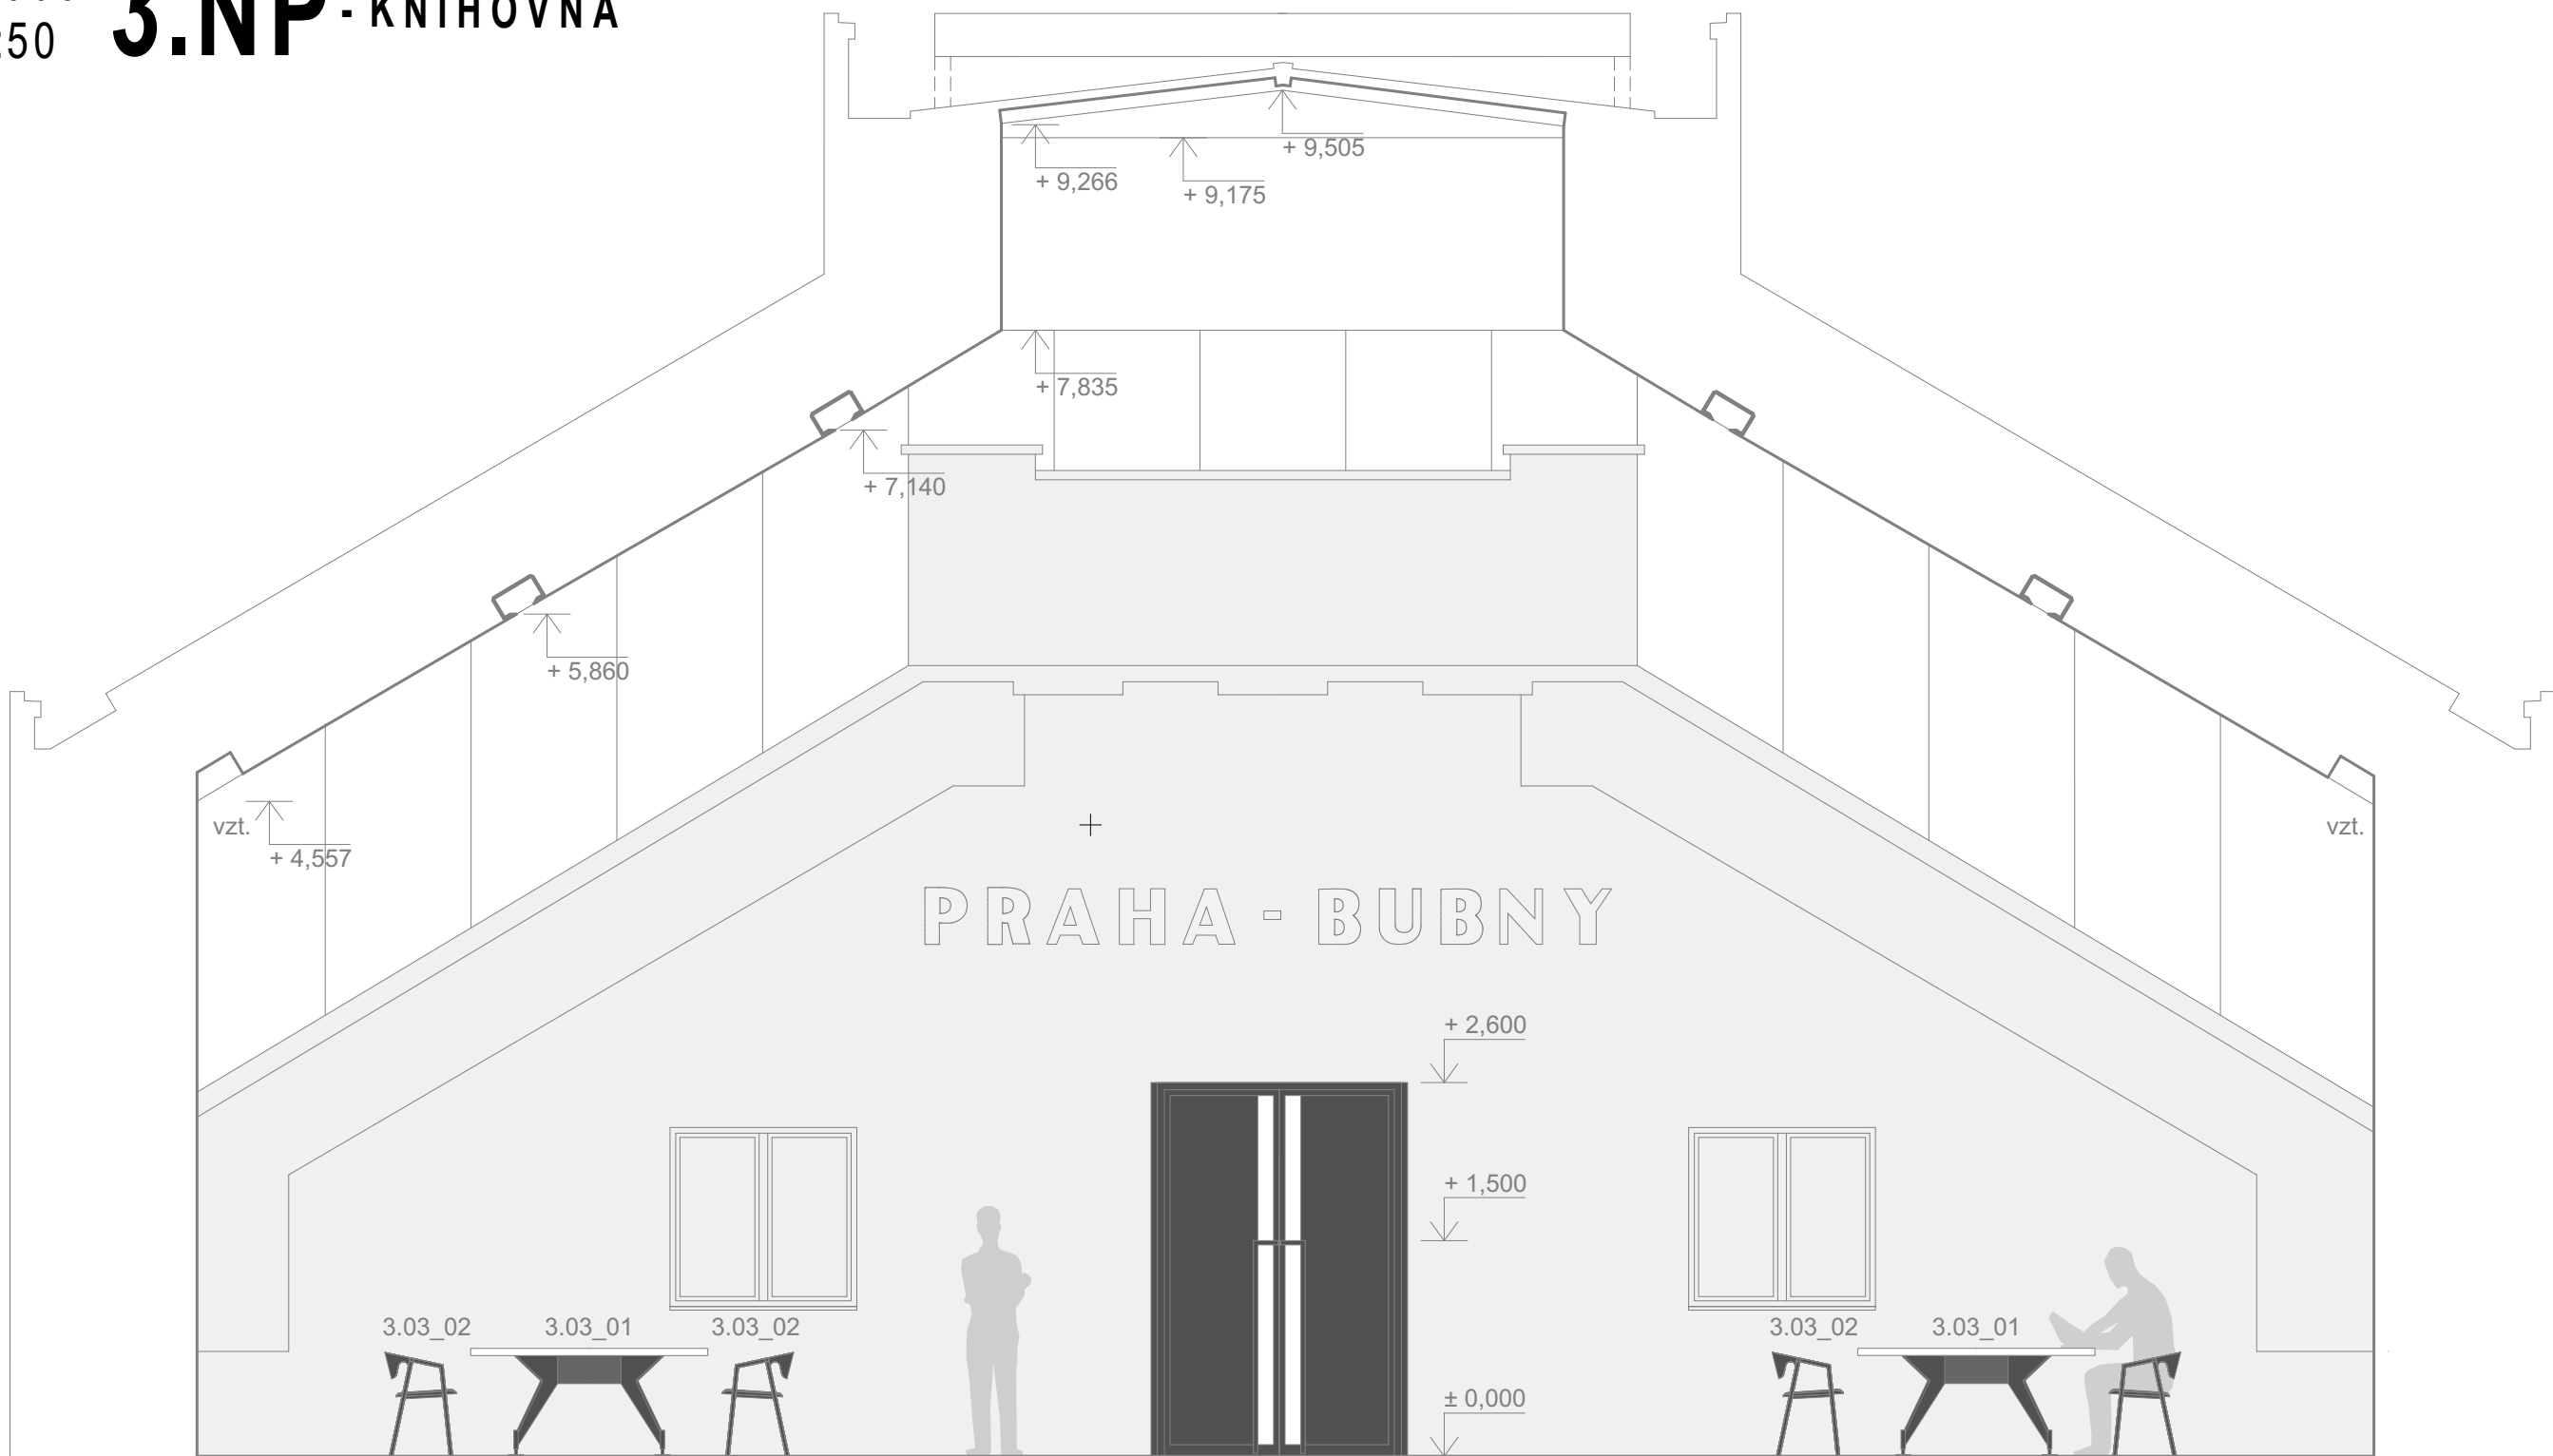 :50 3.NP - KNIHOVNA
+ 9,505
+ 9,266
+ 9,175
+ 7,835
+ 7,140
+ 5,860
vzt.
vzt.
+ 4,557
PRAHA - BUBNY
+ 2,600
+ 1,500
3.03_02 3.03_01 3.03_02 3.03_02 3.03_01
± 0,000